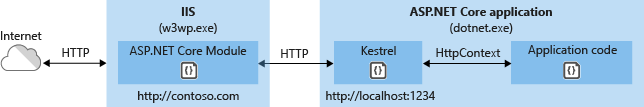 IIS
(w3wp.exe)
ASP.NET Core application
(dotnet.exe)
Internet
HTTP
ASP.NET Core Module
HTTP
Kestrel
HttpContext
Application code
http://contoso.com
http://localhost:1234